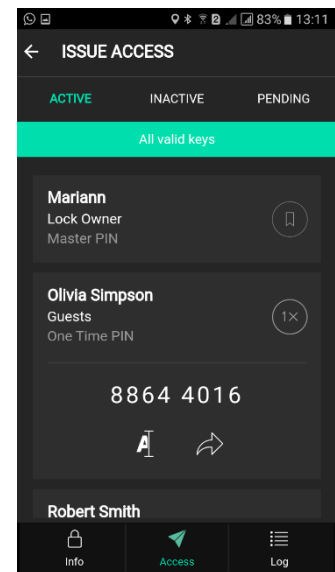 83% 13:11
ISSUE ACCESS
ACTIVE INACTIVE PENDING
All valid keys
Mariann
Lock Owner
Master PIN
Olivia Simpson
Guests
One Time PIN
1×
8864 4016
A
Robert Smith
Info Access Log